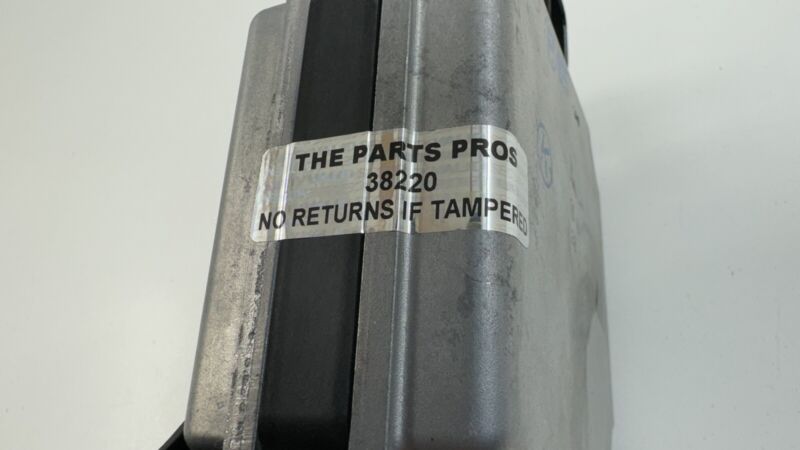 THE PARTS PROS
38220
NO RETURNS IF TAMPERED